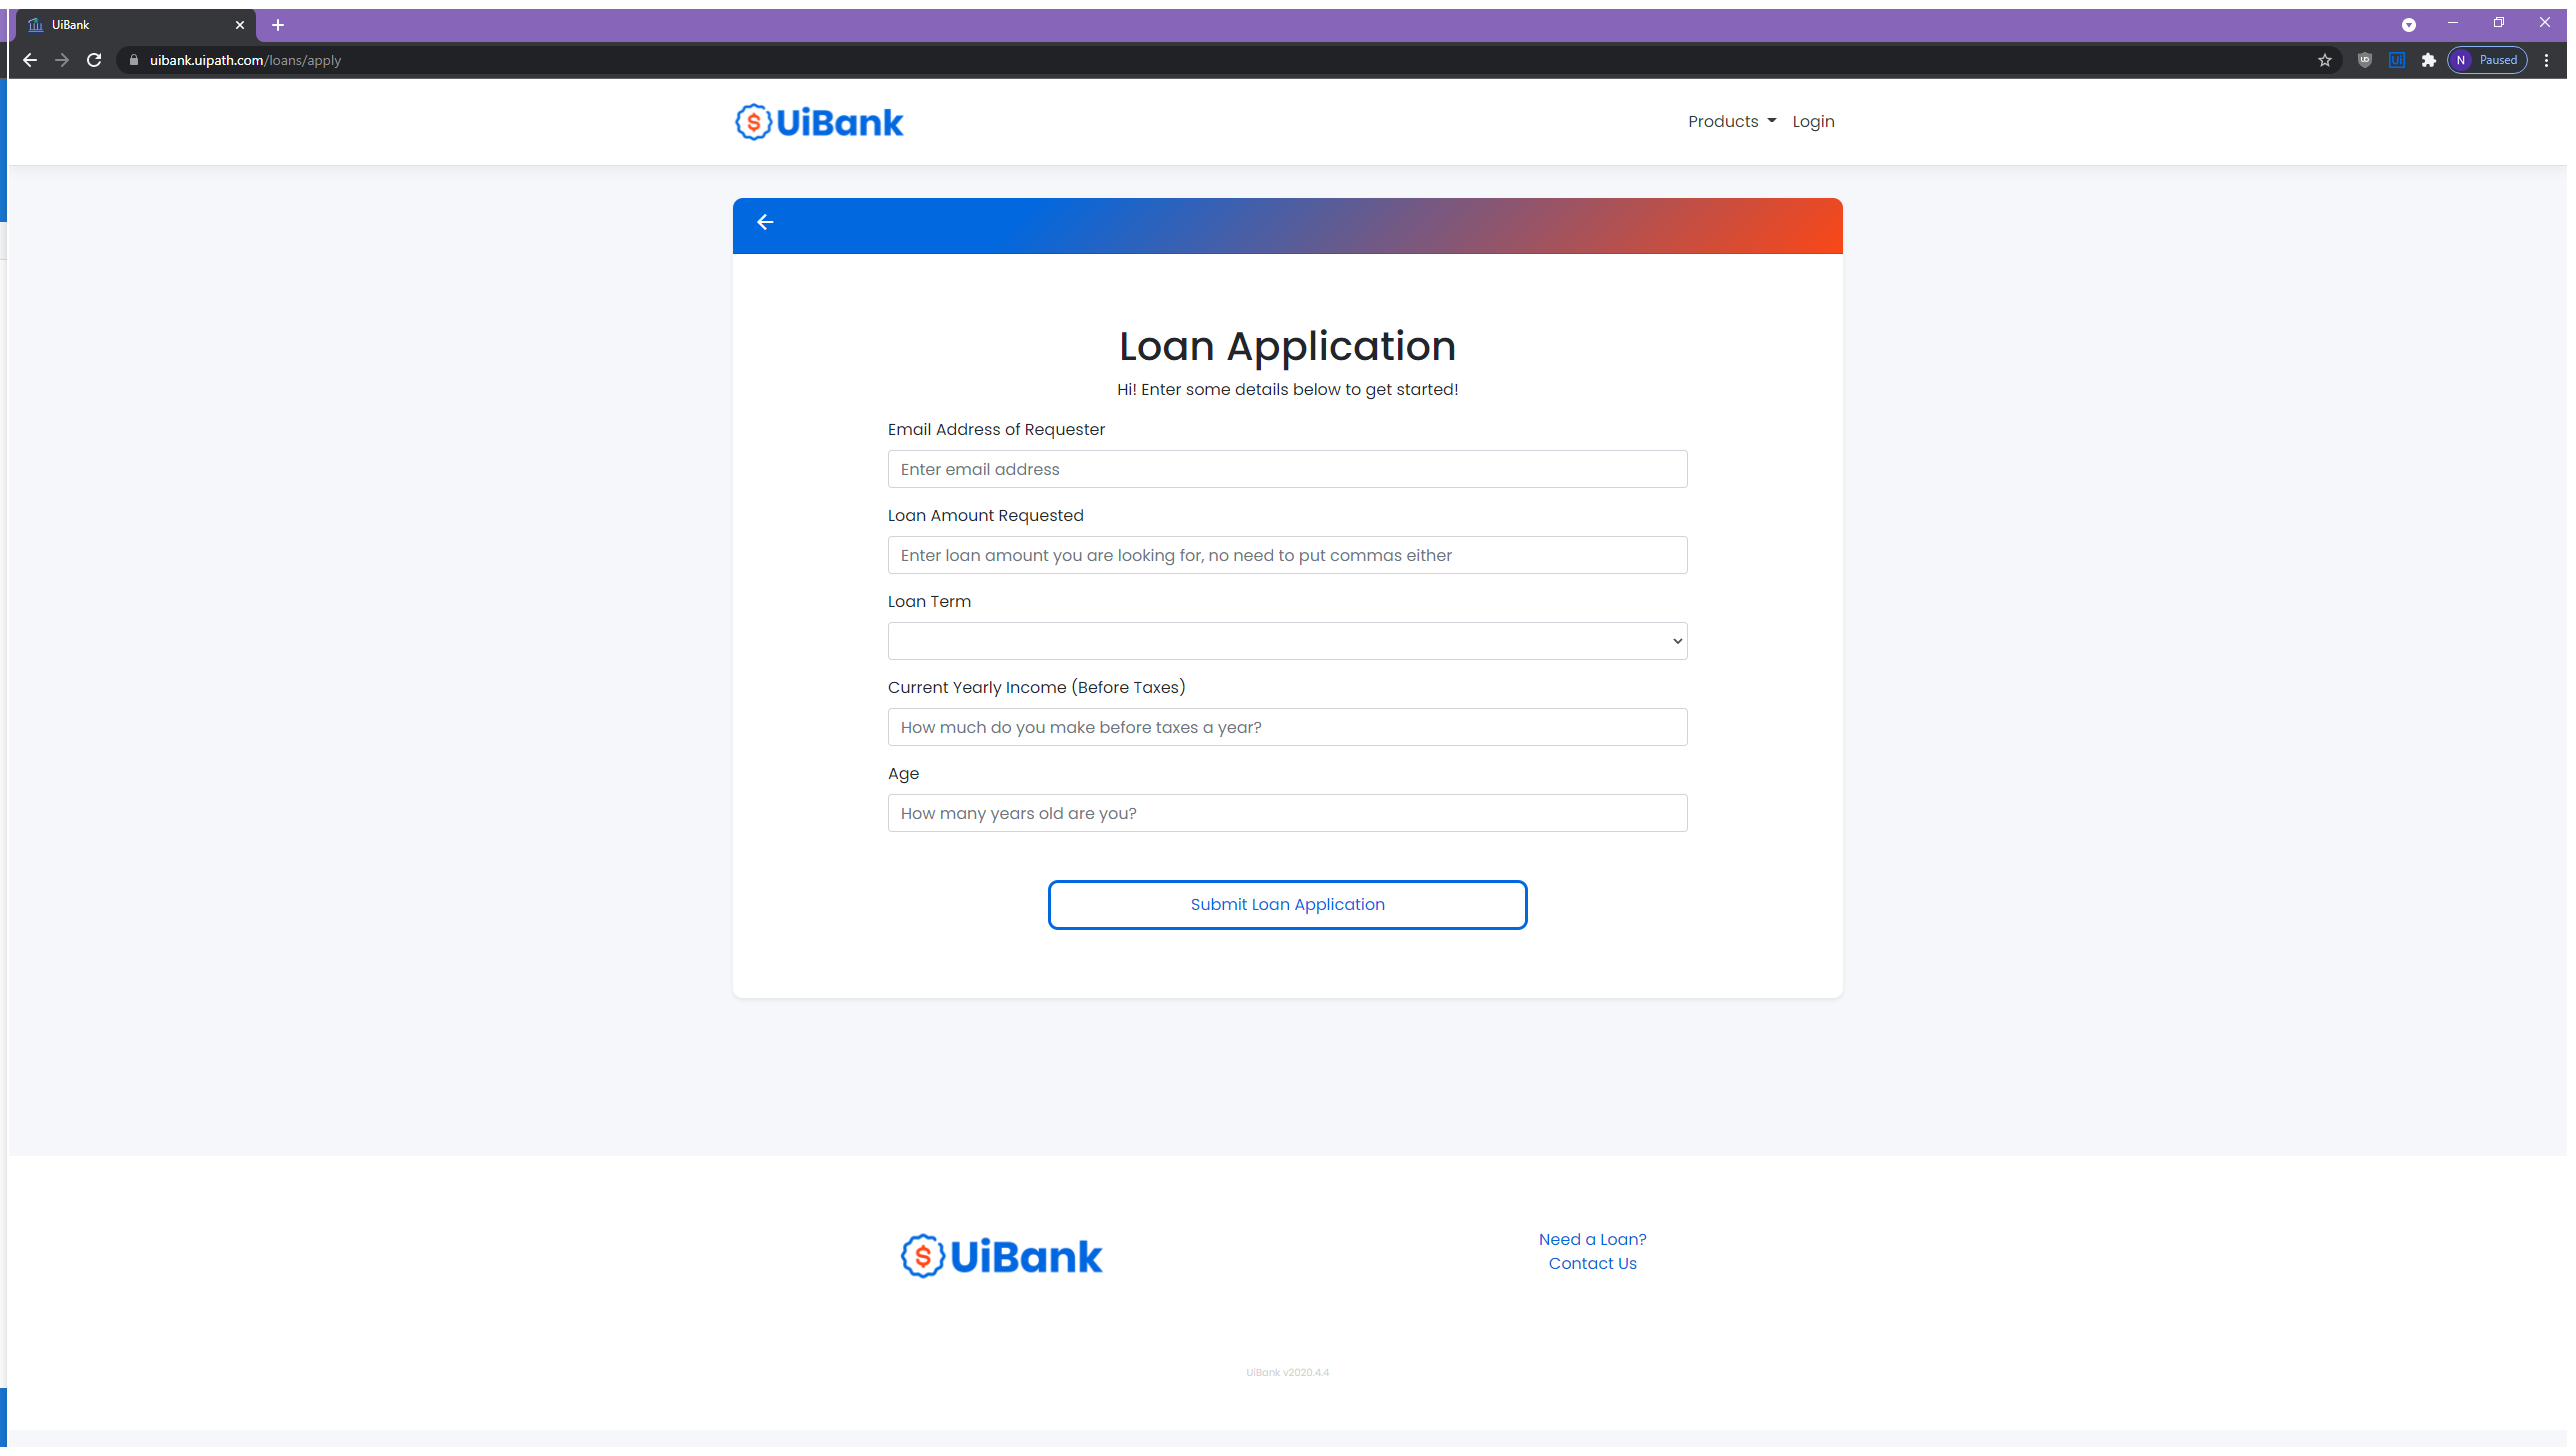 UiBank
uibank.uipath.com/loans/apply
N Paused
UiBank
Products
Login
Loan Application
Hi! Enter some details below to get started!
Email Address of Requester
Enter email address
Loan Amount Requested
Enter loan amount you are looking for, no need to put commas either
Loan Term
Current Yearly Income (Before Taxes)
How much do you make before taxes a year?
Age
How many years old are you?
Submit Loan Application
UiBank
Need a Loan?
Contact Us
UiBank v2020.4.4